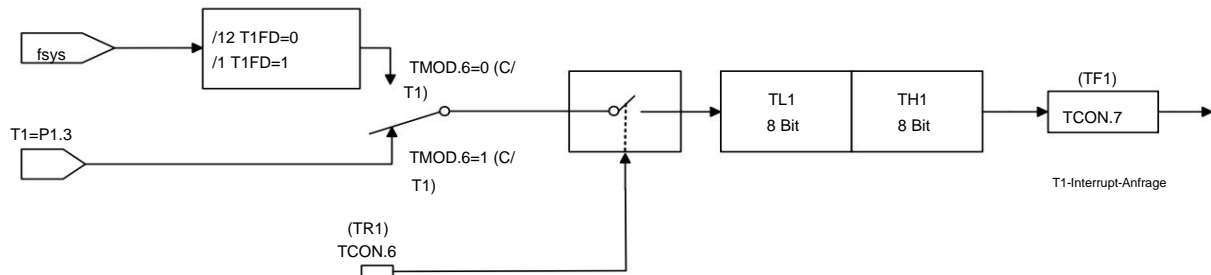 fsys
/12 T1FD=0
/1 T1FD=1
TMOD.6=0 (C/
T1)
T1=P1.3
TMOD.6=1 (C/
T1)
TL1
8 Bit
TH1
8 Bit
(TF1)
TCON.7
T1-Interrupt-Anfrage
(TR1)
TCON.6